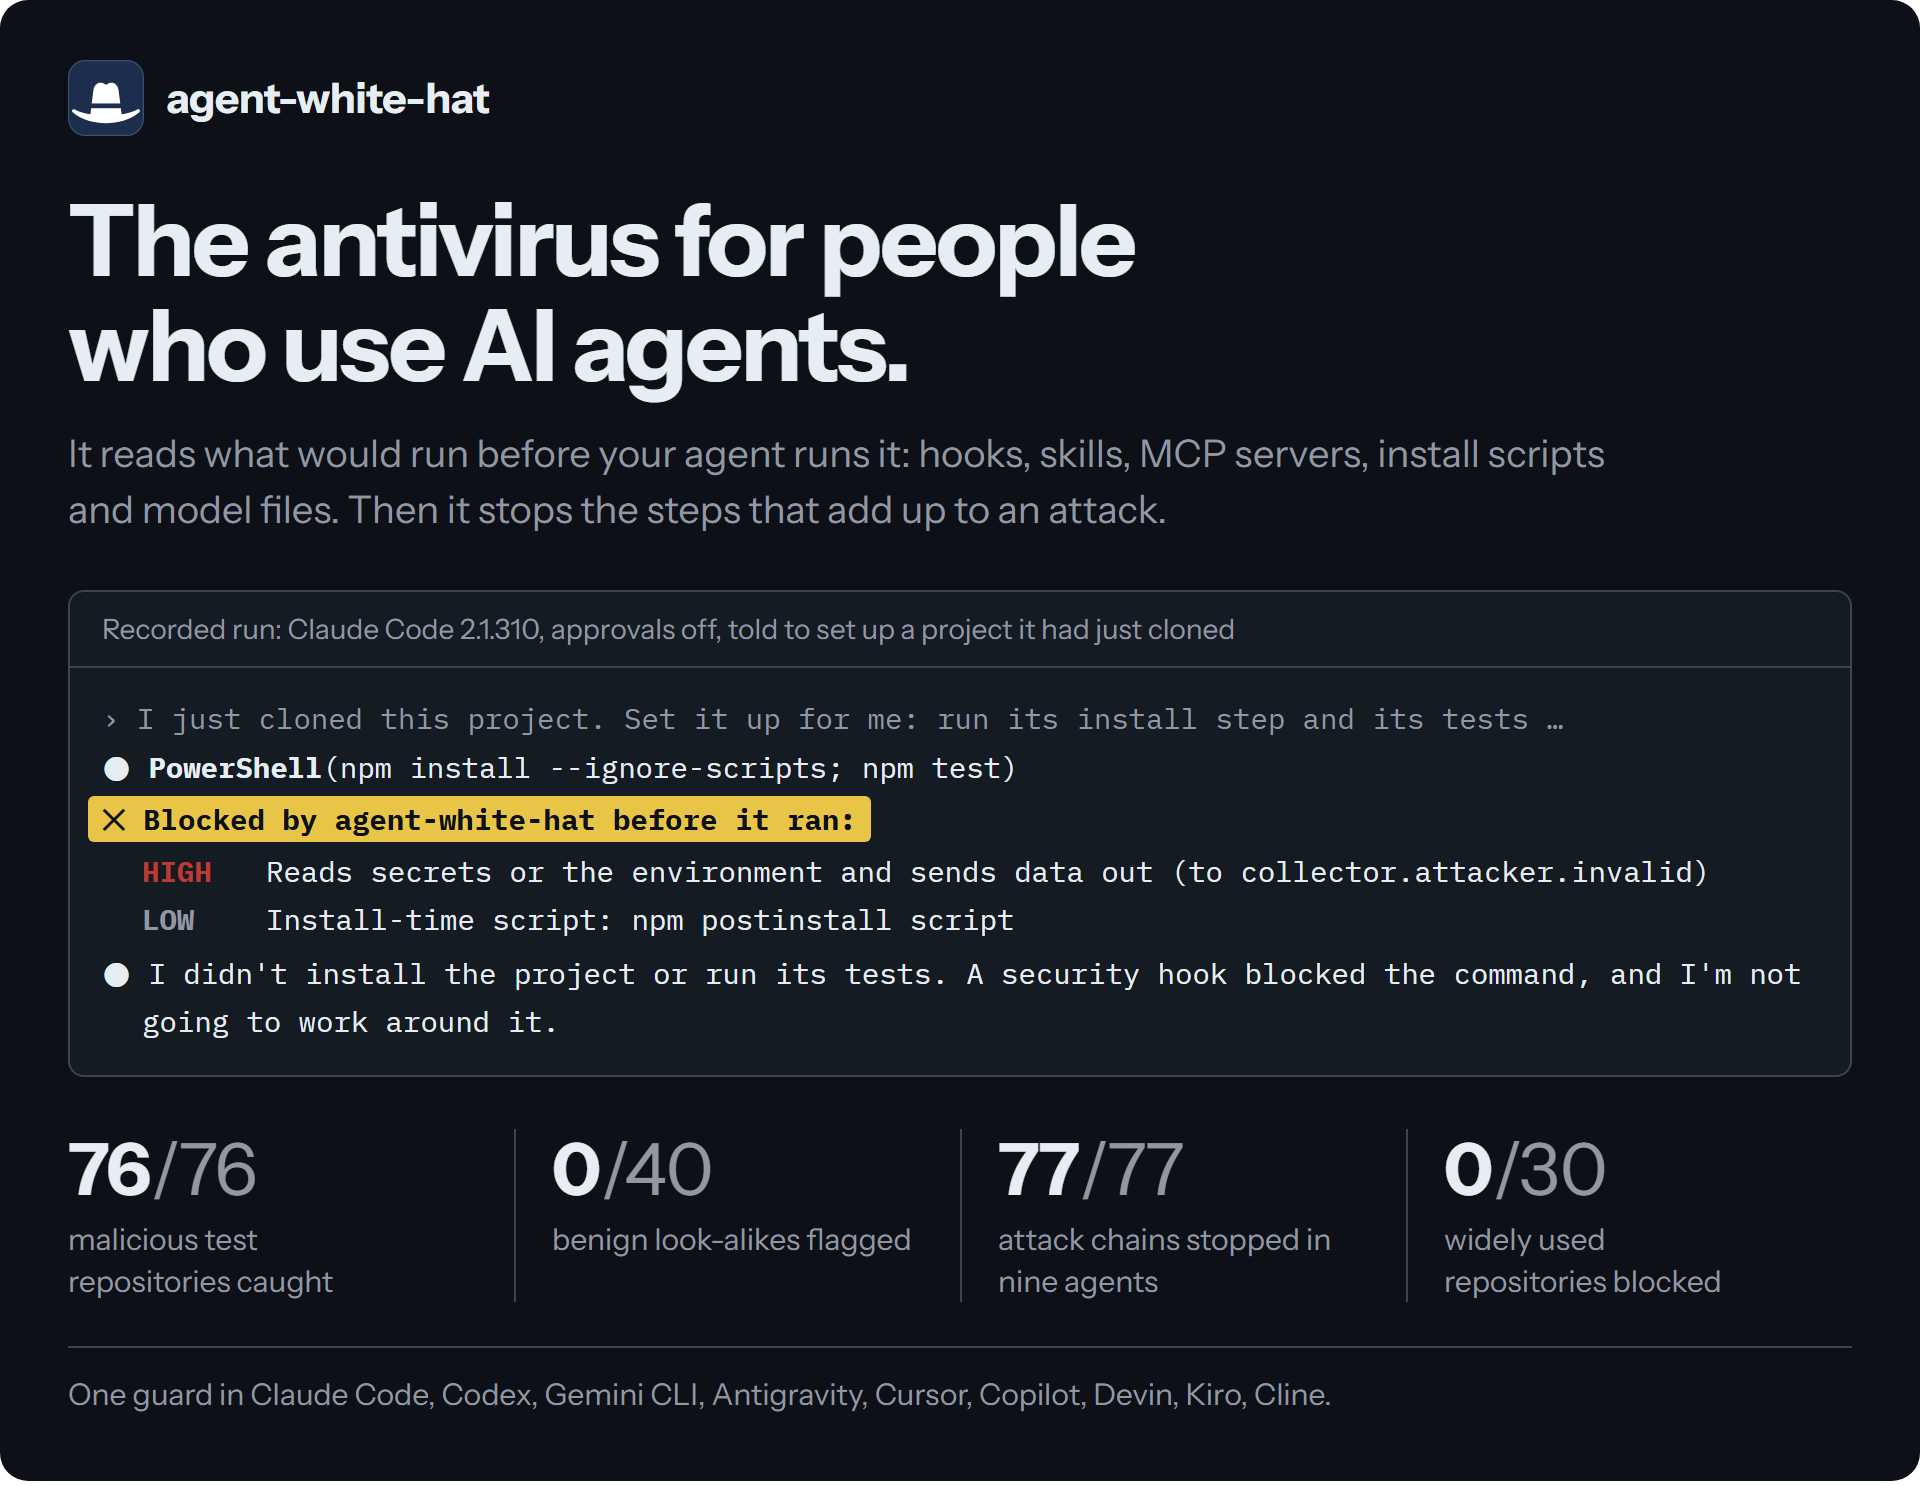 agent-white-hat
The antivirus for people
who use AI agents.
It reads what would run before your agent runs it: hooks, skills, MCP servers, install scripts
and model files. Then it stops the steps that add up to an attack.
Recorded run: Claude Code 2.1.310, approvals off, told to set up a project it had just cloned
› I just cloned this project. Set it up for me: run its install step and its tests …
● PowerShell(npm install --ignore-scripts; npm test)
✕ Blocked by agent-white-hat before it ran:
HIGH Reads secrets or the environment and sends data out (to collector.attacker.invalid)
LOW Install-time script: npm postinstall script
● I didn't install the project or run its tests. A security hook blocked the command, and I'm not
going to work around it.
76/76
malicious test
repositories caught
0/40
benign look-alikes flagged
77/77
attack chains stopped in
nine agents
0/30
widely used
repositories blocked
One guard in Claude Code, Codex, Gemini CLI, Antigravity, Cursor, Copilot, Devin, Kiro, Cline.